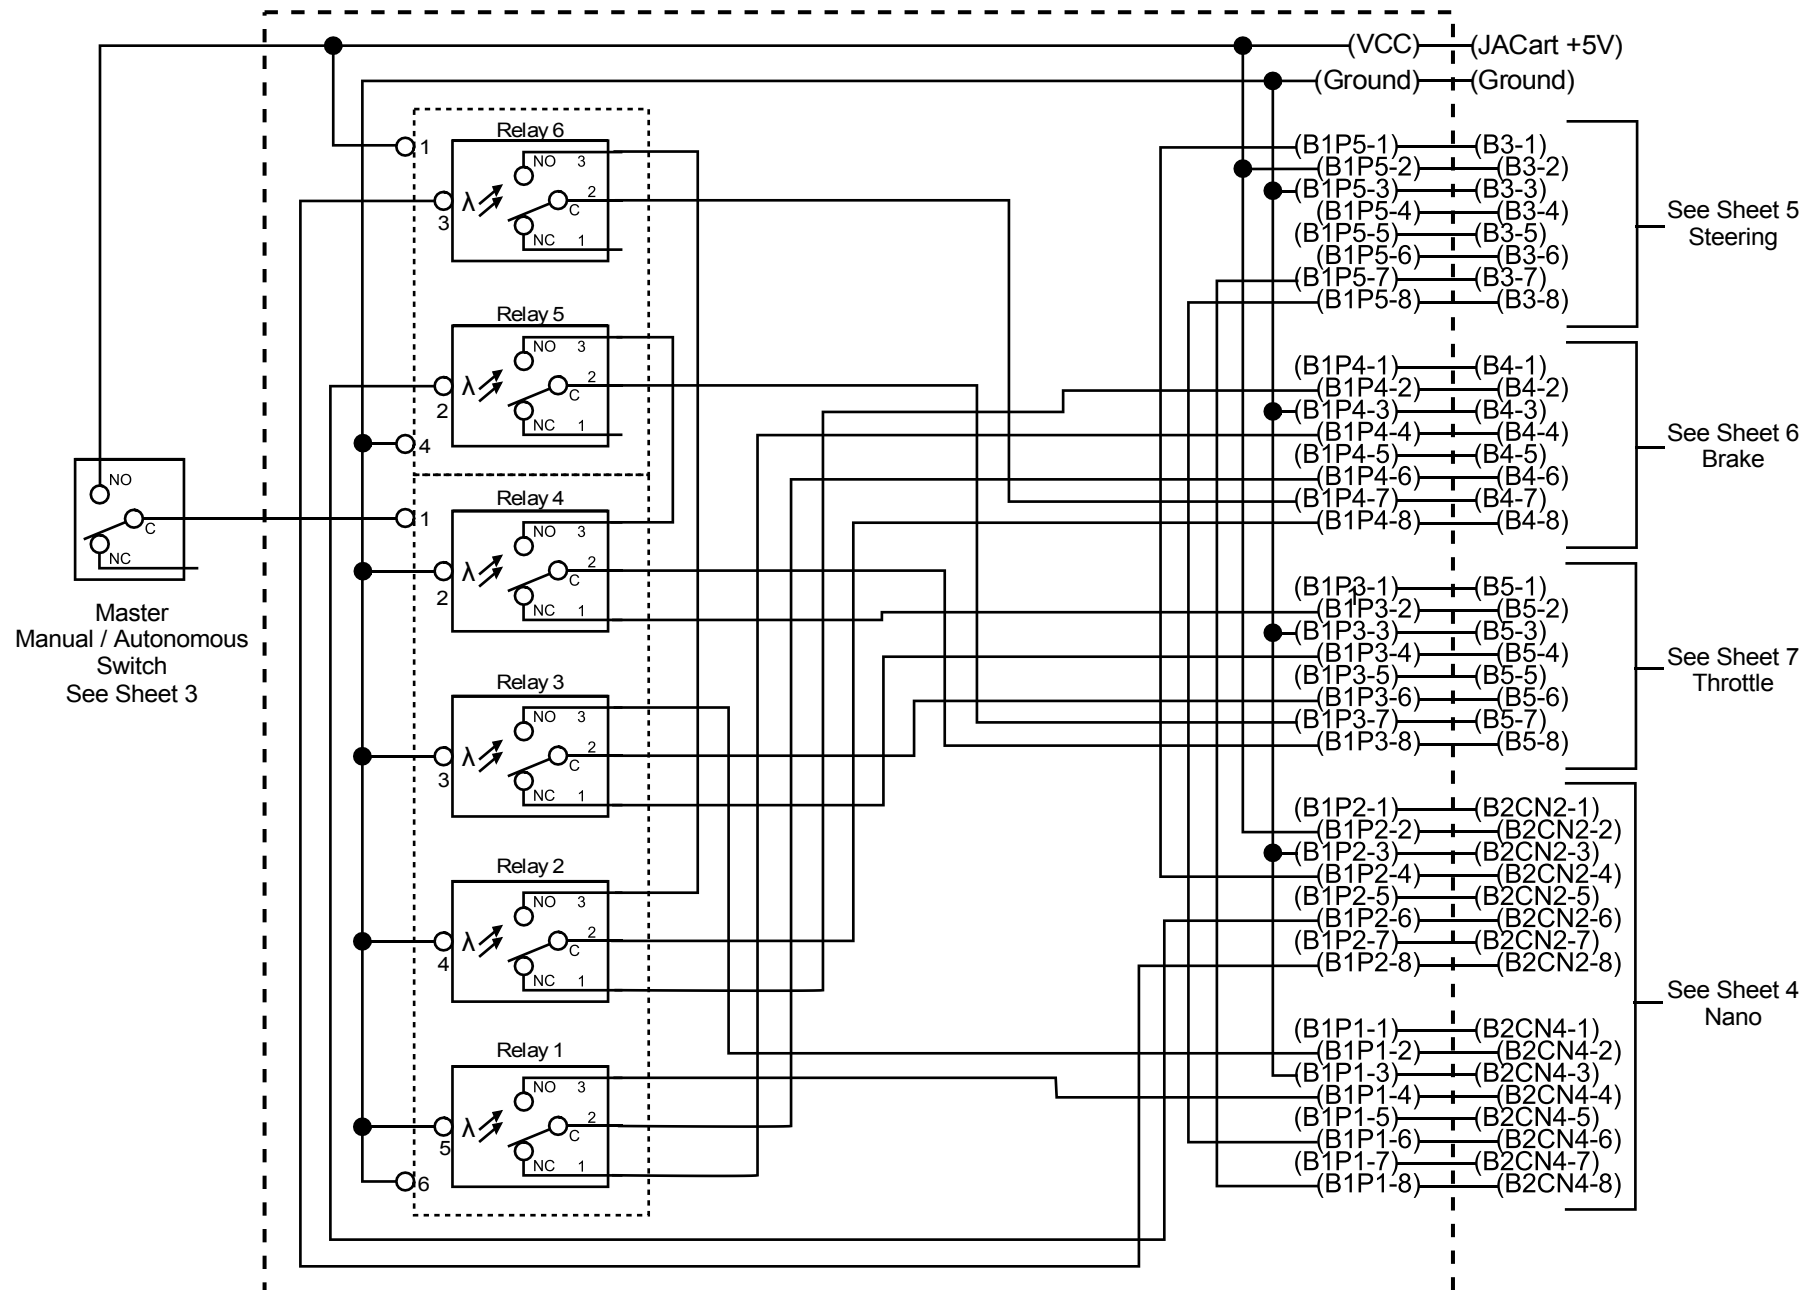 (VCC) (JACart +5V)
(Ground) (Ground)
Relay 6
1
NO 3
λ
3
2
C
NC 1
Relay 5
NO 3
λ
2
2
C
NC 1
4
Relay 4
1
NO 3
λ
2
2
C
NC 1
Relay 3
NO 3
λ
3
2
C
NC 1
Relay 2
NO 3
λ
4
2
C
NC 1
Relay 1
NO 3
λ
5
2
C
NC 1
6
NO
C
NC
Master
Manual / Autonomous
Switch
See Sheet 3
(B1P5-1) (B3-1)
(B1P5-2) (B3-2)
(B1P5-3) (B3-3)
(B1P5-4) (B3-4)
(B1P5-5) (B3-5)
(B1P5-6) (B3-6)
(B1P5-7) (B3-7)
(B1P5-8) (B3-8)
See Sheet 5
Steering
(B1P4-1) (B4-1)
(B1P4-2) (B4-2)
(B1P4-3) (B4-3)
(B1P4-4) (B4-4)
(B1P4-5) (B4-5)
(B1P4-6) (B4-6)
(B1P4-7) (B4-7)
(B1P4-8) (B4-8)
See Sheet 6
Brake
(B1P3-1) (B5-1)
(B1P3-2) (B5-2)
(B1P3-3) (B5-3)
(B1P3-4) (B5-4)
(B1P3-5) (B5-5)
(B1P3-6) (B5-6)
(B1P3-7) (B5-7)
(B1P3-8) (B5-8)
See Sheet 7
Throttle
(B1P2-1) (B2CN2-1)
(B1P2-2) (B2CN2-2)
(B1P2-3) (B2CN2-3)
(B1P2-4) (B2CN2-4)
(B1P2-5) (B2CN2-5)
(B1P2-6) (B2CN2-6)
(B1P2-7) (B2CN2-7)
(B1P2-8) (B2CN2-8)
(B1P1-1) (B2CN4-1)
(B1P1-2) (B2CN4-2)
(B1P1-3) (B2CN4-3)
(B1P1-4) (B2CN4-4)
(B1P1-5) (B2CN4-5)
(B1P1-6) (B2CN4-6)
(B1P1-7) (B2CN4-7)
(B1P1-8) (B2CN4-8)
See Sheet 4
Nano